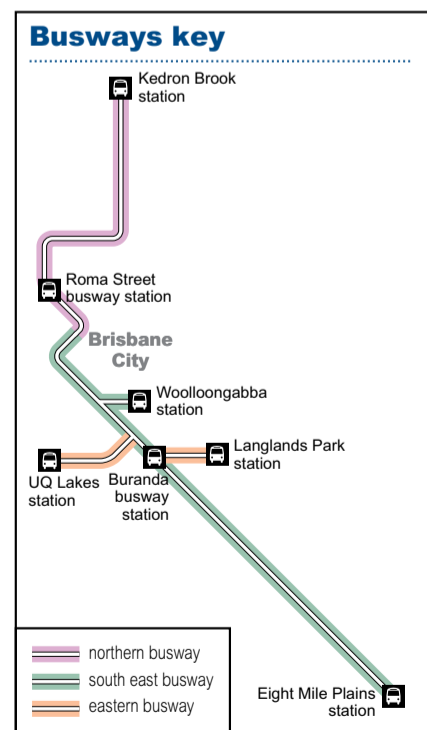 Busways key
Kedron Brook
station
Roma Street
busway station
Brisbane
City
Woolloongabba
station
Langlands Park
station
UQ Lakes
station
Buranda
busway
station
Eight Mile Plains
station
northern busway
south east busway
eastern busway